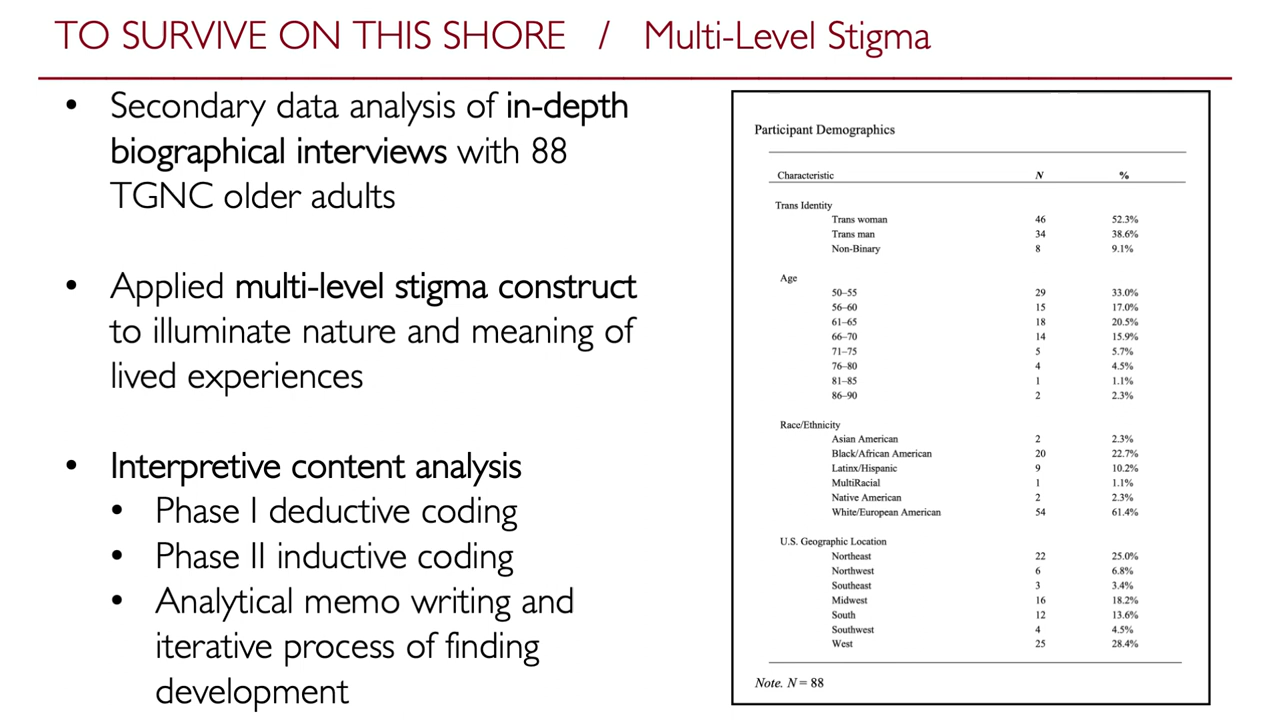 TO SURVIVE ON THIS SHORE / Multi-Level Stigma
• Secondary data analysis of in-depth
biographical interviews with 88
TGNC older adults
• Applied multi-level stigma construct
to illuminate nature and meaning of
lived experiences
• Interpretive content analysis
• Phase I deductive coding
• Phase II inductive coding
• Analytical memo writing and
iterative process of finding
development
Participant Demographics
Characteristic N %
Trans Identity
Trans woman 46 52.3%
Trans man 34 38.6%
Non-Binary 8 9.1%
Age
50–55 29 33.0%
56–60 15 17.0%
61–65 18 20.5%
66–70 14 15.9%
71–75 5 5.7%
76–80 4 4.5%
81–85 1 1.1%
86–90 2 2.3%
Race/Ethnicity
Asian American 2 2.3%
Black/African American 20 22.7%
Latinx/Hispanic 9 10.2%
MultiRacial 1 1.1%
Native American 2 2.3%
White/European American 54 61.4%
U.S. Geographic Location
Northeast 22 25.0%
Northwest 6 6.8%
Southeast 3 3.4%
Midwest 16 18.2%
South 12 13.6%
Southwest 4 4.5%
West 25 28.4%
Note. N = 88